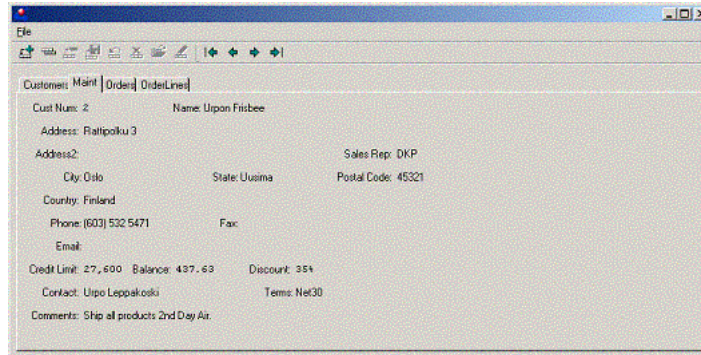 File
Customers Maint Orders OrderLines
Cust Num: 2 Name: Urpon Frisbee
Address: Rattipolku 3
Address2: Sales Rep: DKP
City: Oslo State: Uusima Postal Code: 45321
Country: Finland
Phone: (603) 532 5471 Fax:
Email:
Credit Limit: 27,600 Balance: 437.63 Discount: 35%
Contact: Urpo Leppakoski Terms: Net30
Comments: Ship all products 2nd Day Air.